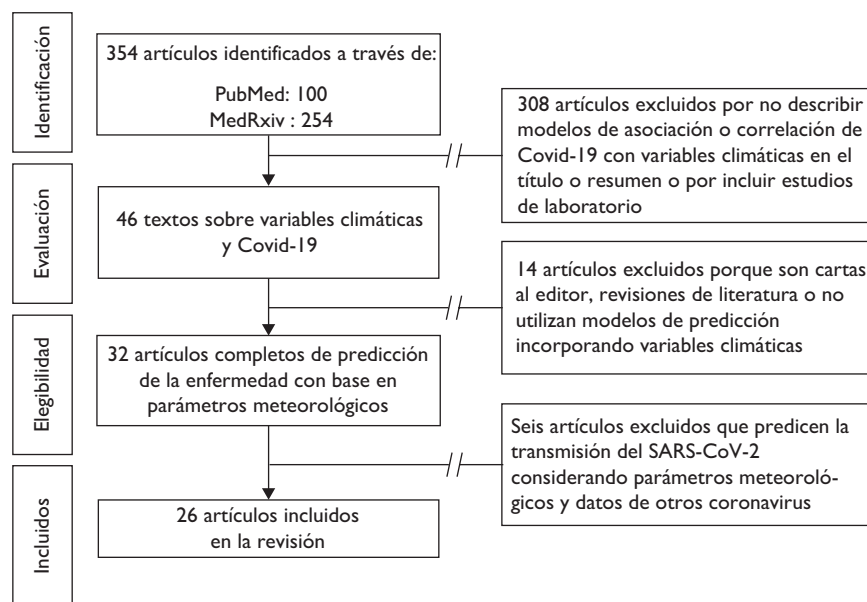 Identificación
354 artículos identificados a través de:
PubMed: 100
MedRxiv : 254
308 artículos excluidos por no describir
modelos de asociación o correlación de
Covid-19 con variables climáticas en el
título o resumen o por incluir estudios
de laboratorio
Evaluación
46 textos sobre variables climáticas
y Covid-19
14 artículos excluidos porque son cartas
al editor, revisiones de literatura o no
utilizan modelos de predicción
incorporando variables climáticas
Elegibilidad
32 artículos completos de predicción
de la enfermedad con base en
parámetros meteorológicos
Seis artículos excluidos que predicen la
transmisión del SARS-CoV-2
considerando parámetros meteoroló-
gicos y datos de otros coronavirus
Incluidos
26 artículos incluidos
en la revisión